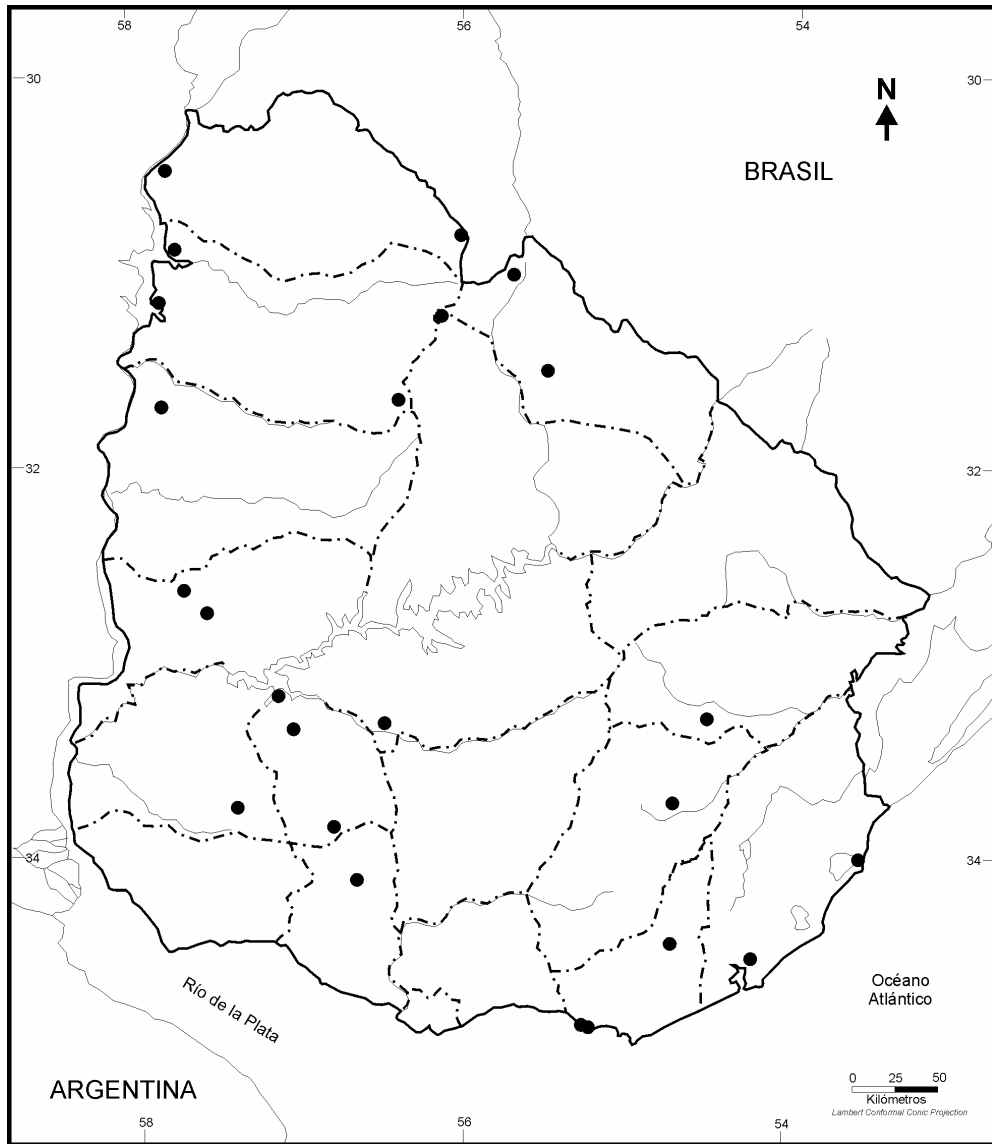 58 56 54
30 30
N
BRASIL
32 32
34 34
Río de la Plata
Océano
Atlántico
ARGENTINA
0 25 50
Kilómetros
Lambert Conformal Conic Projection
58 56 54